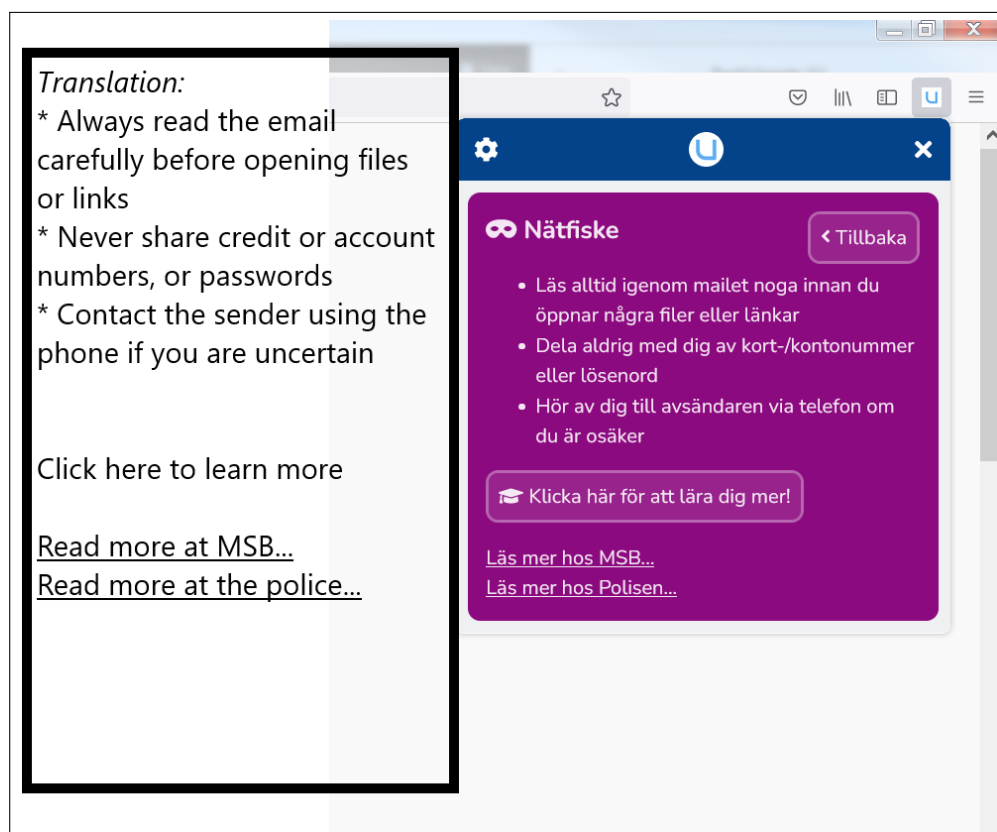 Translation:
* Always read the email
carefully before opening files
or links
* Never share credit or account
numbers, or passwords
* Contact the sender using the
phone if you are uncertain
Click here to learn more
Read more at MSB...
Read more at the police...
U
U
Nätfiske
Tillbaka
• Läs alltid igenom mailet noga innan du
öppnar några filer eller länkar
• Dela aldrig med dig av kort-/kontonummer
eller lösenord
• Hör av dig till avsändaren via telefon om
du är osäker
Klicka här för att lära dig mer!
Läs mer hos MSB...
Läs mer hos Polisen...